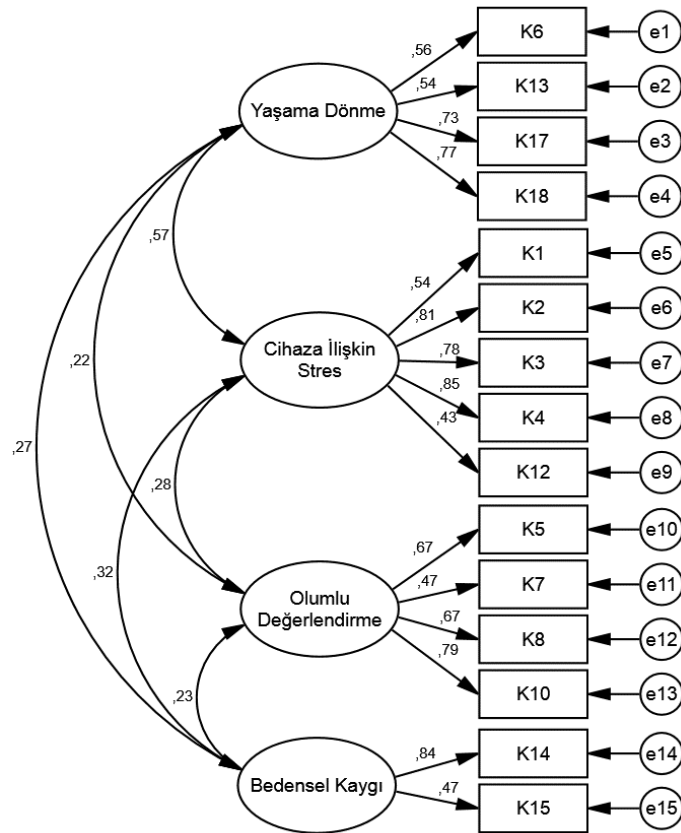 K6
e1
,56
K13
e2
,54
Yaşama Dönme
K17
e3
,73
K18
e4
,77
K1
e5
,57
,54
K2
e6
,81
Cihaza İlişkin
Stres
K3
e7
,78
K4
e8
,85
K12
e9
,43
,22
,27
,28
K5
e10
,67
,32
K7
e11
,47
Olumlu
Değerlendirme
K8
e12
,67
K10
e13
,79
,23
K14
e14
,84
Bedensel Kaygı
K15
e15
,47